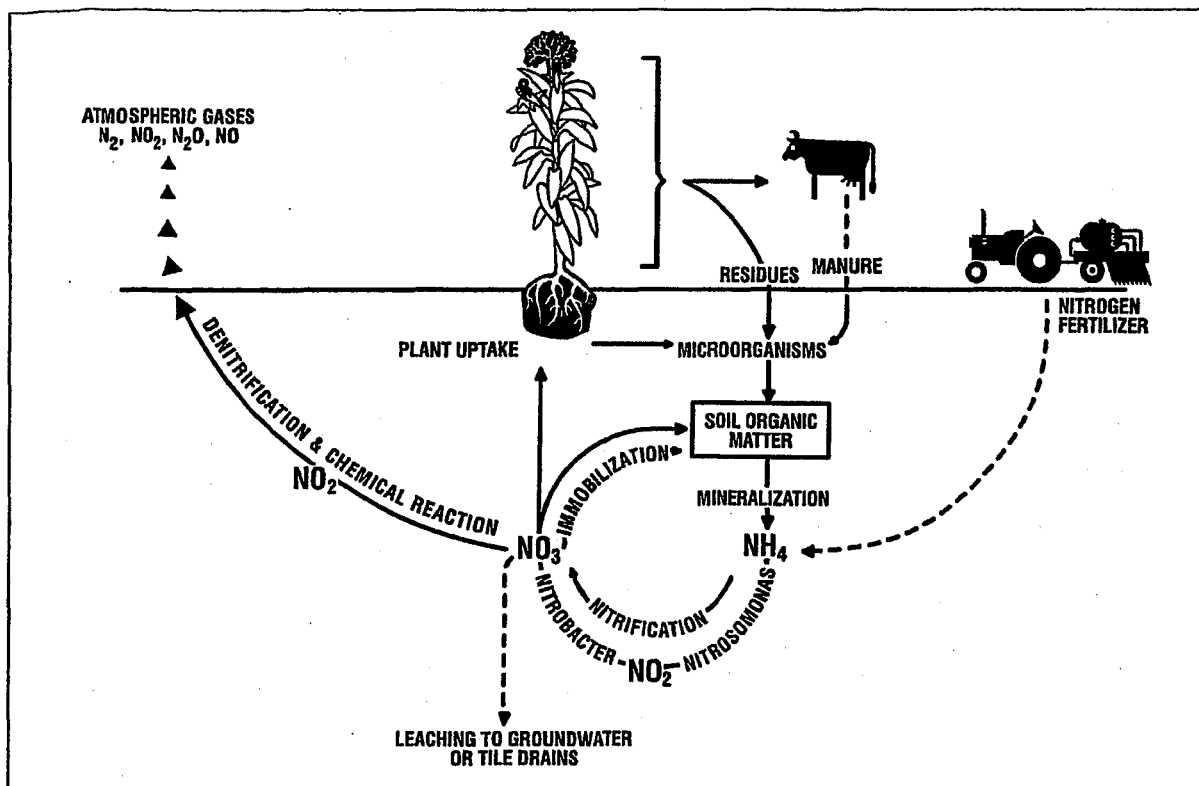 ATMOSPHERIC GASES
N₂, NO₂, N₂O, NO
RESIDUES
MANURE
NITROGEN
FERTILIZER
PLANT UPTAKE
MICROORGANISMS
SOIL ORGANIC
MATTER
DENITRIFICATION & CHEMICAL REACTION
NO₂
IMMOBILIZATION
MINERALIZATION
NO₃
NH₄
NITRIFICATION
NITROBACTER
NO₂
NITROSOMONAS
LEACHING TO GROUNDWATER
OR TILE DRAINS